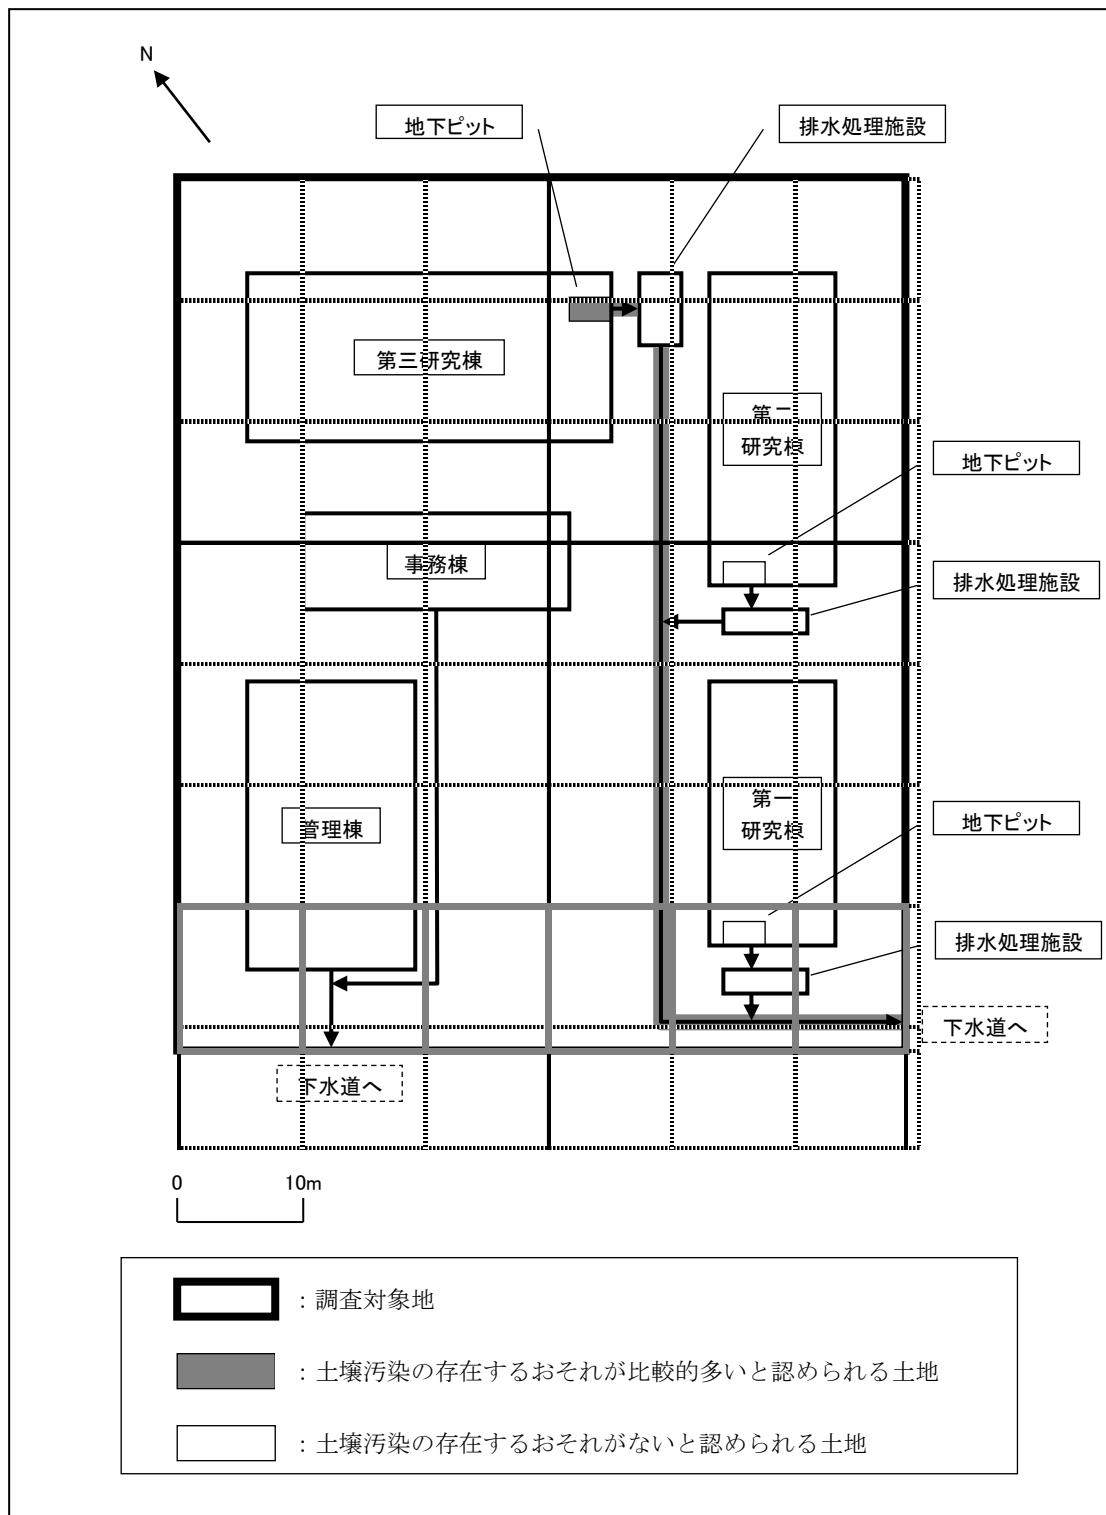 N
地下ピット
排水処理施設
第三研究棟
第二
研究棟
地下ピット
事務棟
排水処理施設
第一
研究棟
地下ピット
管理棟
排水処理施設
下水道へ
下水道へ
0 10m
：調査対象地
：土壌汚染の存在するおそれが比較的多いと認められる土地
：土壌汚染の存在するおそれがないと認められる土地